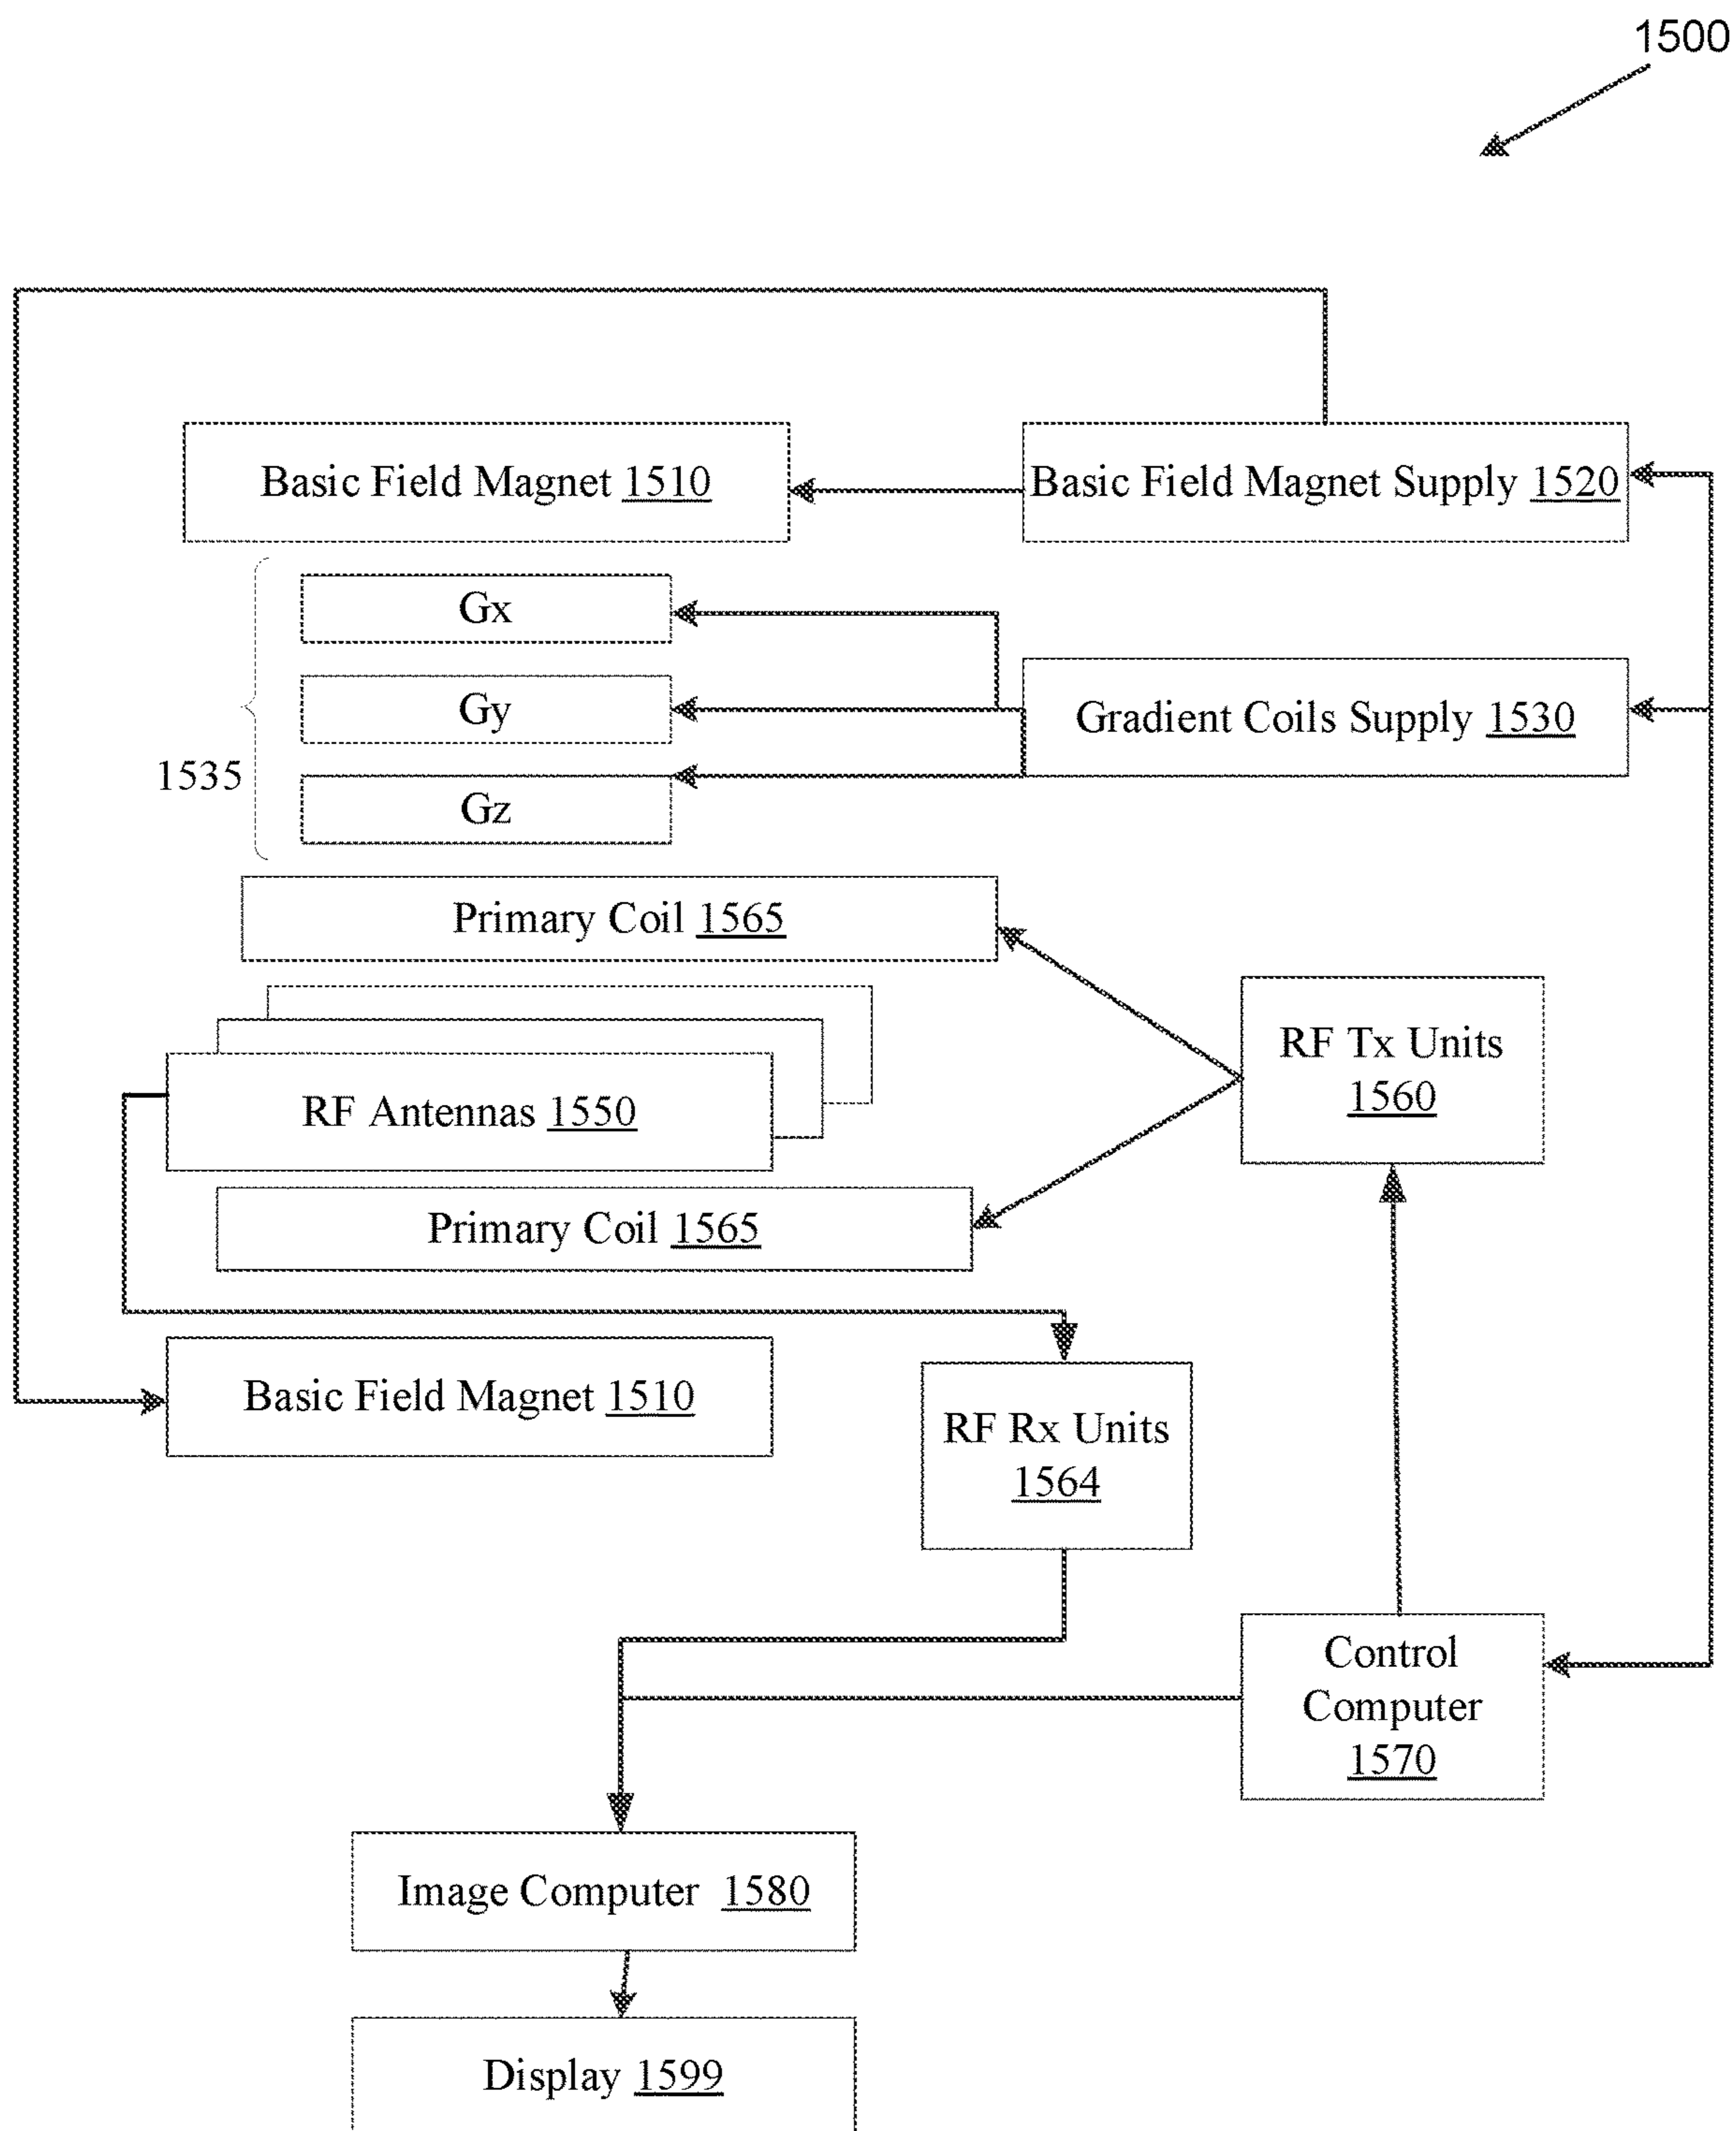 1500
Basic Field Magnet 1510
Basic Field Magnet Supply 1520
Gx
Gy
Gradient Coils Supply 1530
1535
Gz
Primary Coil 1565
RF Tx Units
1560
RF Antennas 1550
Primary Coil 1565
Basic Field Magnet 1510
RF Rx Units
1564
Control
Computer
1570
Image Computer 1580
Display 1599